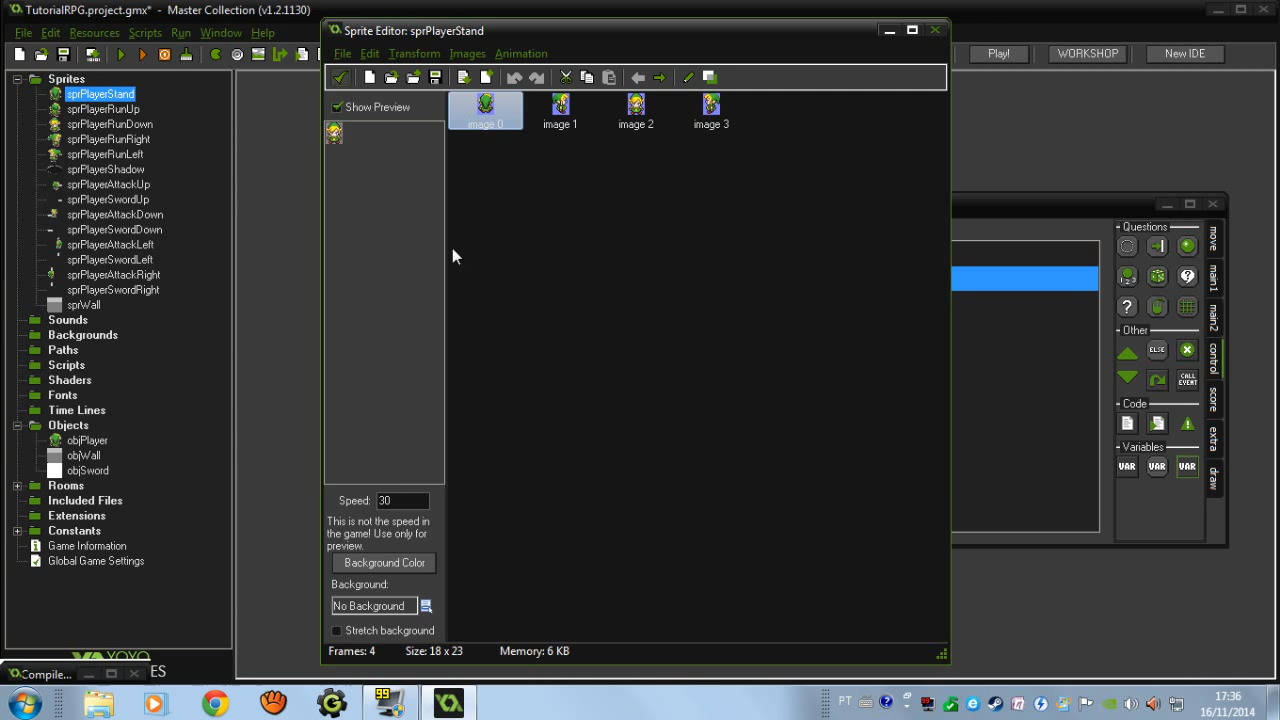 TutorialRPG.project.gmx* - Master Collection (v1.2.1130)
File Edit Resources Scripts Run Window Help
Play!
WORKSHOP
New IDE
Sprites
sprPlayerStand
sprPlayerRunUp
sprPlayerRunDown
sprPlayerRunRight
sprPlayerRunLeft
sprPlayerShadow
sprPlayerAttackUp
sprPlayerSwordUp
sprPlayerAttackDown
sprPlayerSwordDown
sprPlayerAttackLeft
sprPlayerSwordLeft
sprPlayerAttackRight
sprPlayerSwordRight
sprWall
Sounds
Backgrounds
Paths
Scripts
Shaders
Fonts
Time Lines
Objects
objPlayer
objWall
objSword
Rooms
Included Files
Extensions
Constants
Game Information
Global Game Settings
Compile...
Sprite Editor: sprPlayerStand
File Edit Transform Images Animation
Show Preview
image 0
image 1
image 2
image 3
Speed: 30
This is not the speed in
the game! Use only for
preview.
Background Color
Background:
No Background
Stretch background
Frames: 4 Size: 18 x 23 Memory: 6 KB
Questions
Other
ELSE
CALL
EVENT
Code
Variables
VAR VAR VAR
move
main1
main2
control
score
extra
draw
99
PT
17:36
16/11/2014